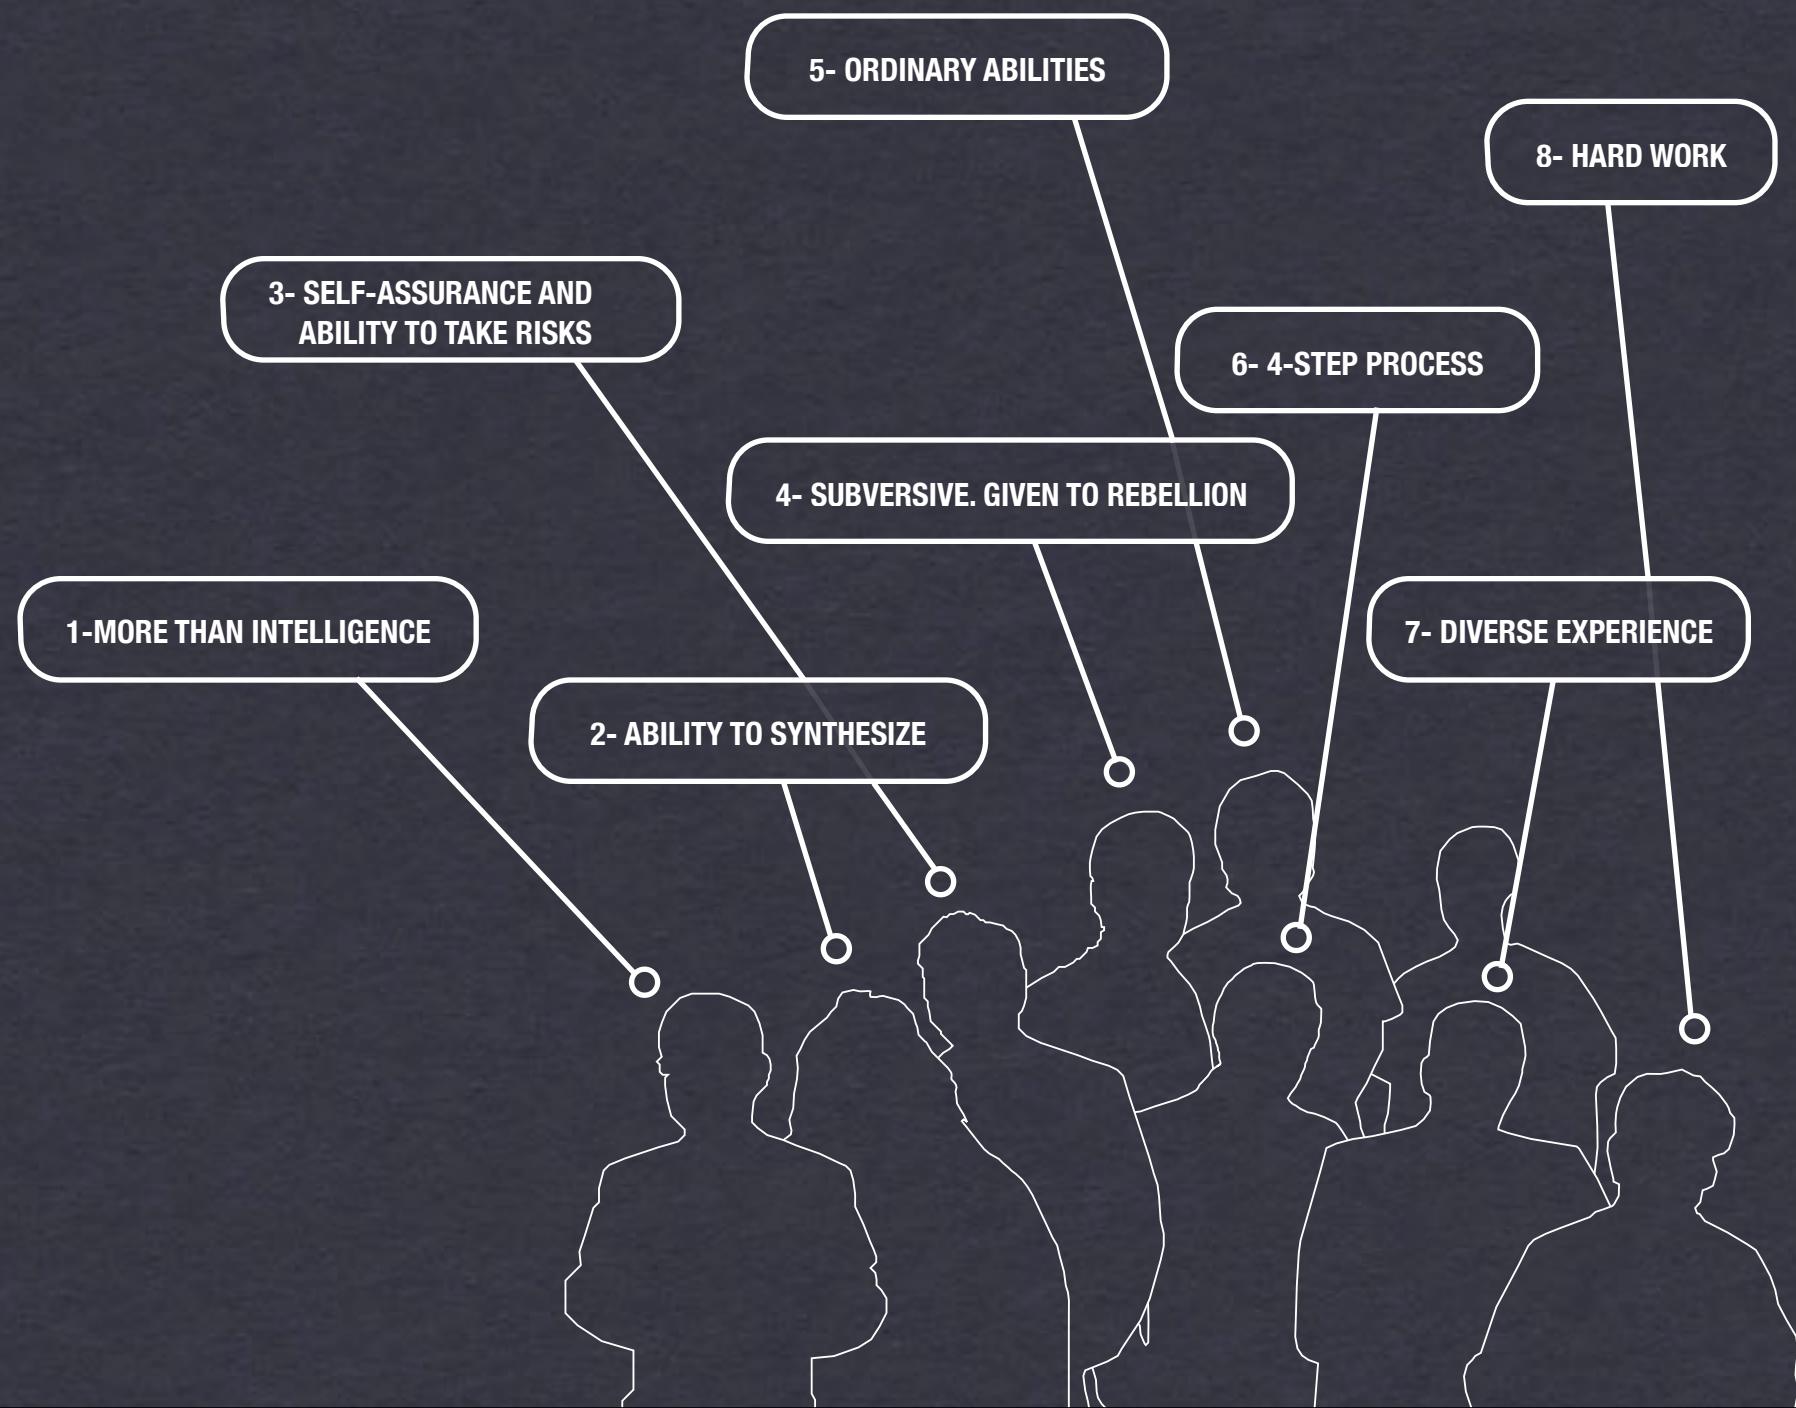 1-MORE THAN INTELLIGENCE
2- ABILITY TO SYNTHESIZE
3- SELF-ASSURANCE AND
ABILITY TO TAKE RISKS
4- SUBVERSIVE. GIVEN TO REBELLION
5- ORDINARY ABILITIES
6- 4-STEP PROCESS
7- DIVERSE EXPERIENCE
8- HARD WORK